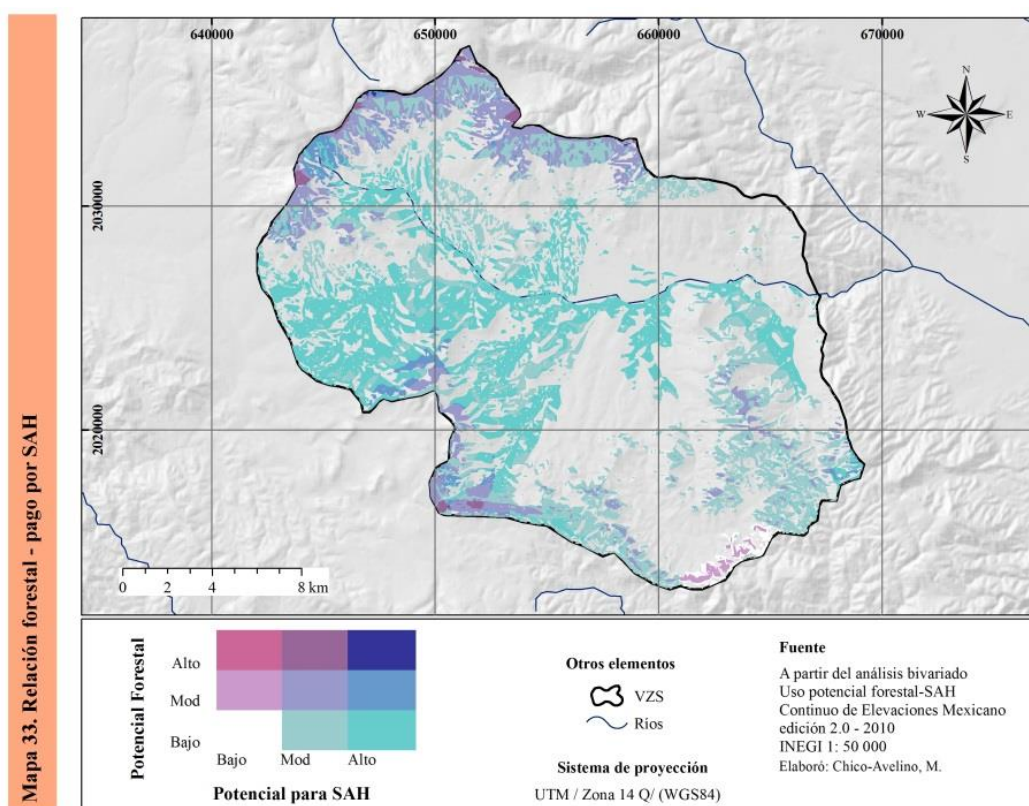 Mapa 33. Relación forestal - pago por SAH
640000
650000
660000
670000
2030000
2020000
N
W
E
S
0 2 4 8 km
Potencial Forestal
Alto
Mod
Bajo
Bajo Mod Alto
Potencial para SAH
Otros elementos
VZS
Ríos
Sistema de proyección
UTM / Zona 14 Q/ (WGS84)
Fuente
A partir del análisis bivariado
Uso potencial forestal-SAH
Continuo de Elevaciones Mexicano
edición 2.0 - 2010
INEGI 1: 50 000
Elaboró: Chico-Avelino, M.